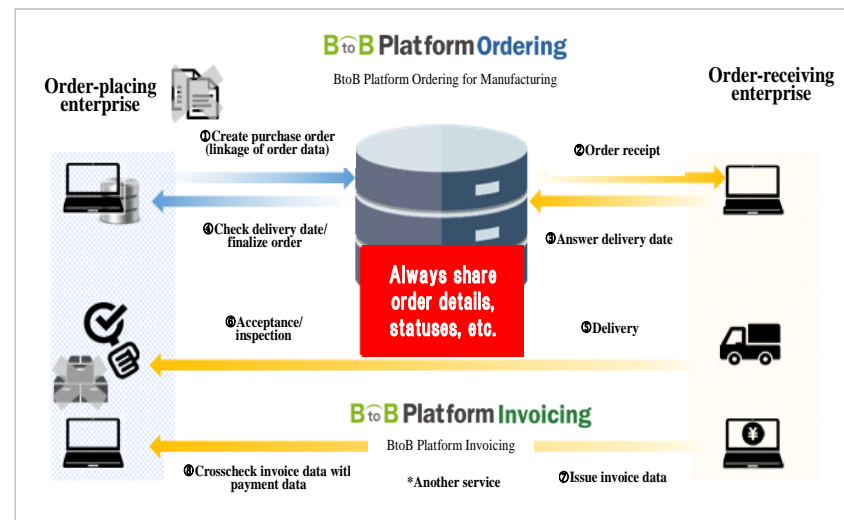 BtoB Platform Ordering
BtoB Platform Ordering for Manufacturing
Order-placing
enterprise
Order-receiving
enterprise
①Create purchase order
(linkage of order data)
②Order receipt
④Check delivery date/
finalize order
③Answer delivery date
Always share
order details,
statuses, etc.
⑥Acceptance/
inspection
⑤Delivery
BtoB Platform Invoicing
BtoB Platform Invoicing
¥
⑧Crosscheck invoice data with
payment data
*Another service
⑦Issue invoice data